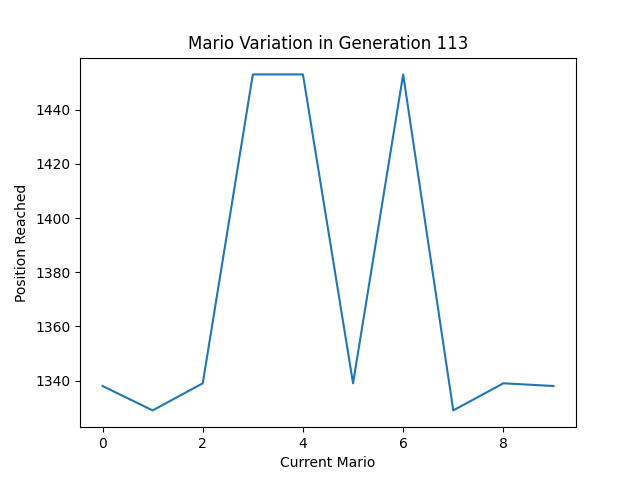 Mario Variation in Generation 113
1440
1420
1400
1380
1360
1340
Position Reached
0 2 4 6 8
Current Mario